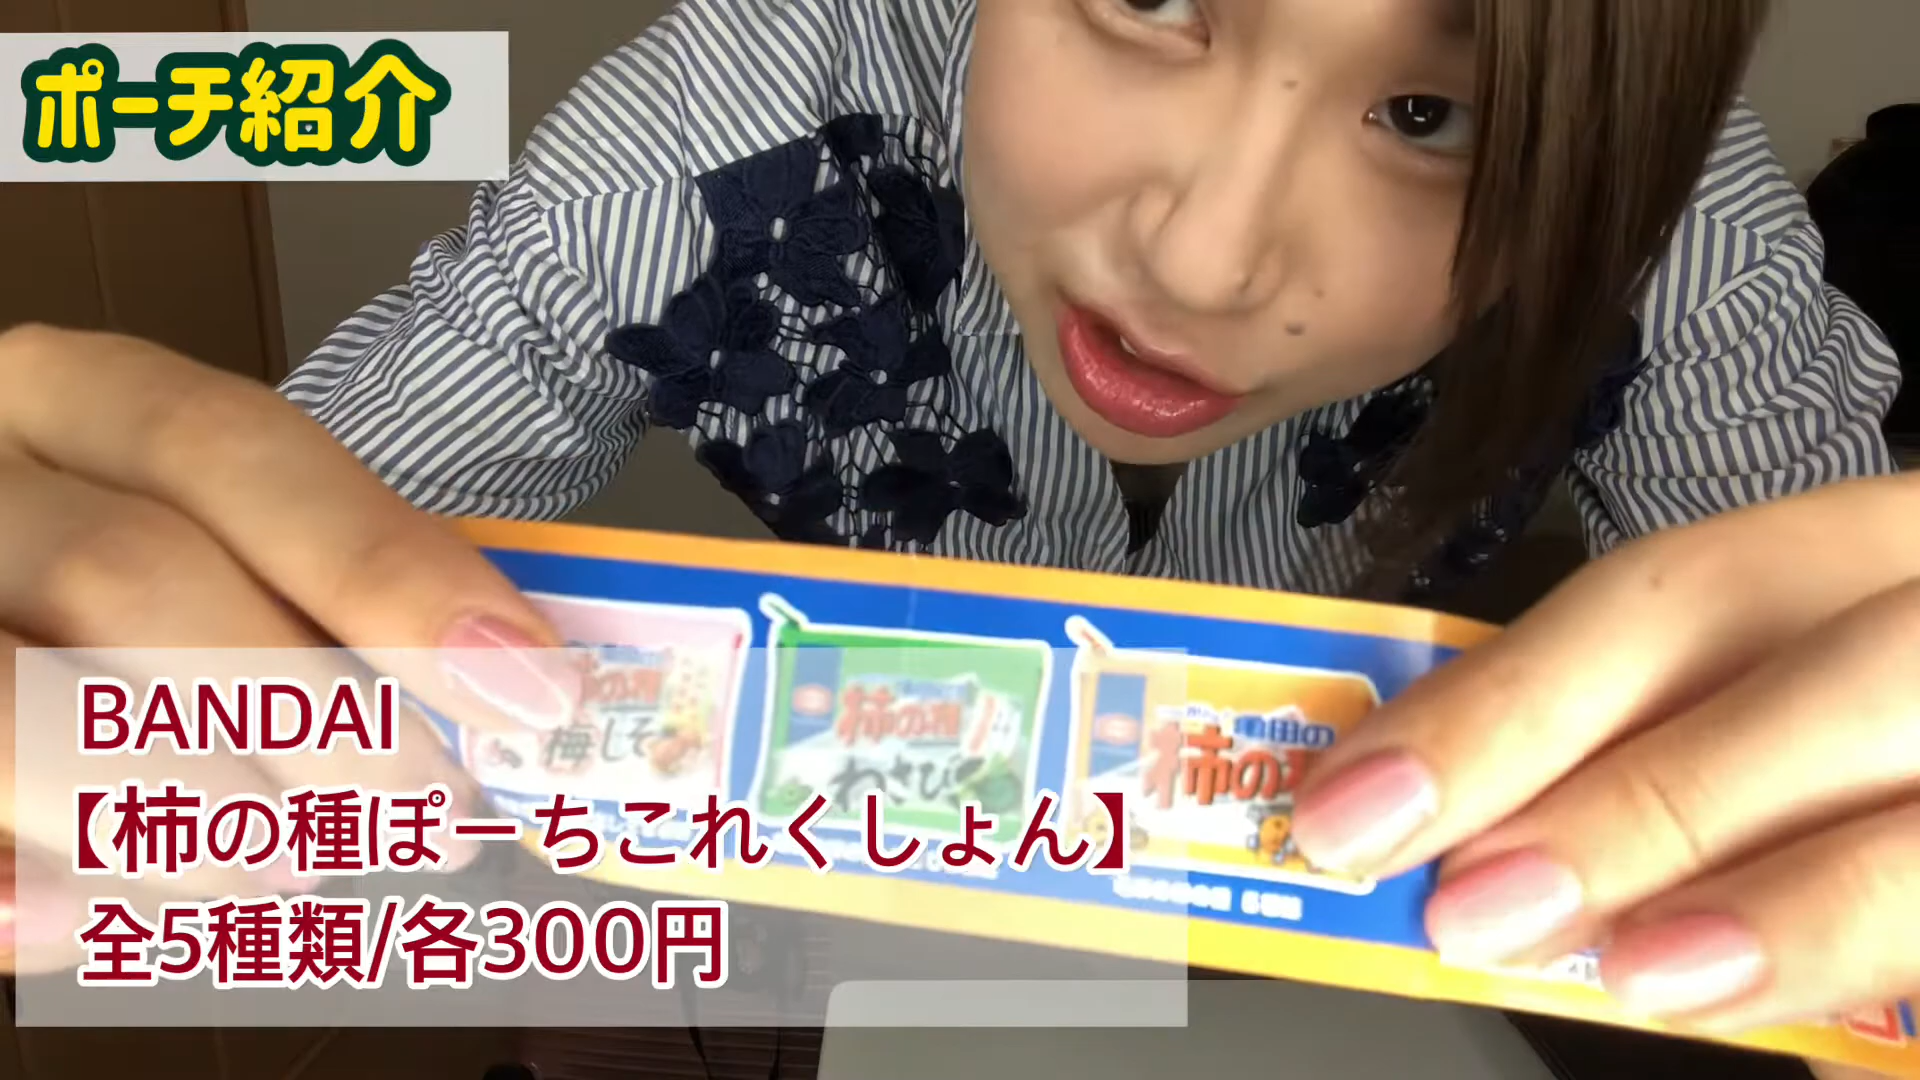 ポーチ紹介
柿の種
梅しそ
柿の種
わさび
亀田の
柿の種
BANDAI
【柿の種ぽーちこれくしょん】
全5種類/各300円